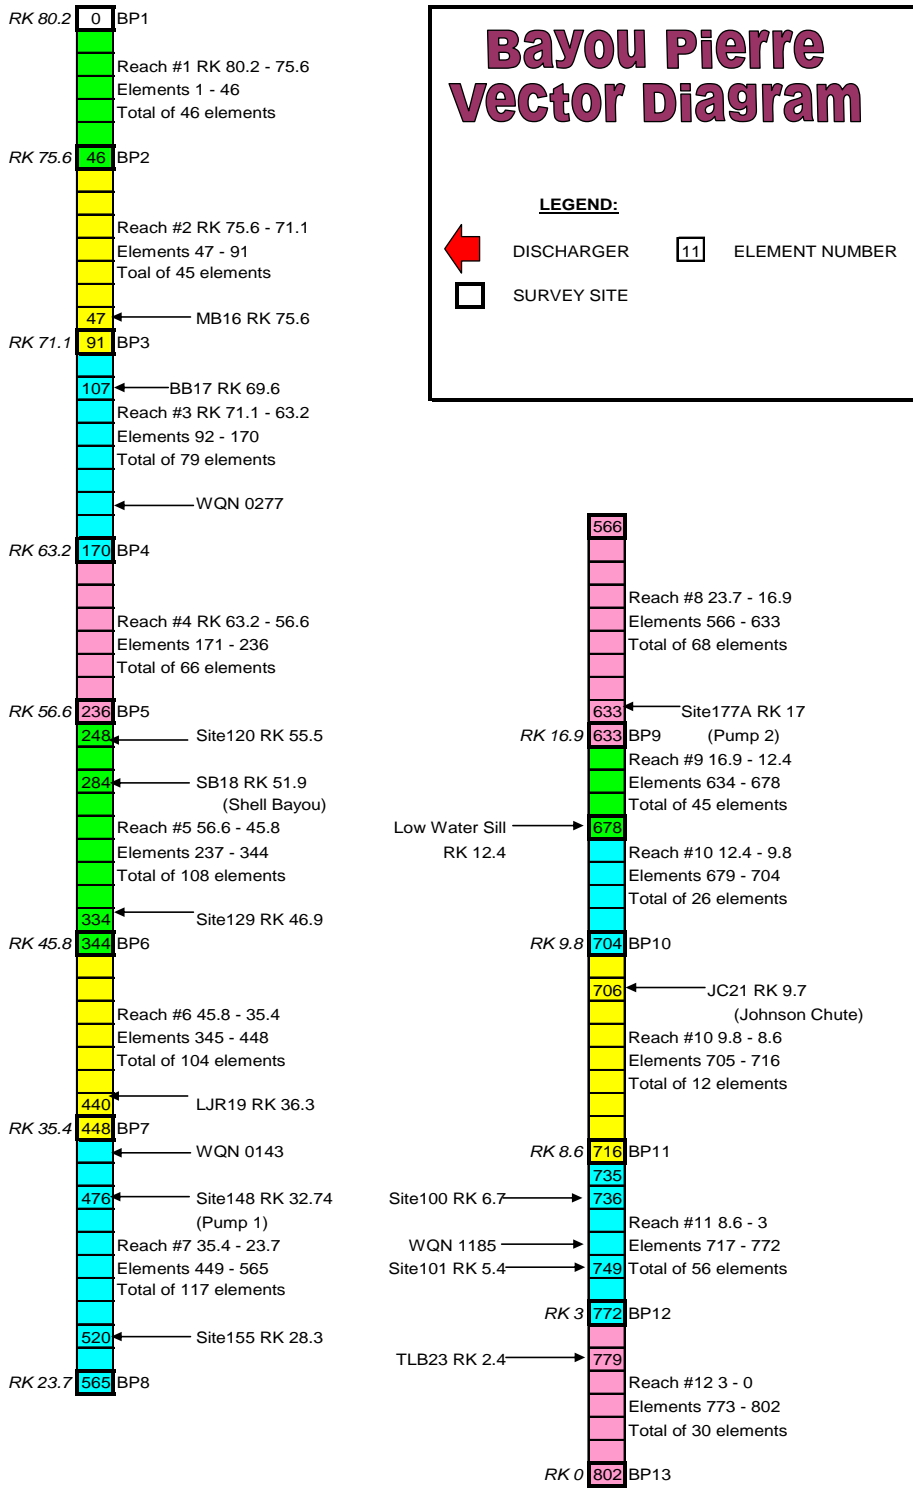 Bayou Pierre
Vector Diagram
LEGEND:
DISCHARGER
11 ELEMENT NUMBER
SURVEY SITE
RK 80.2 0 BP1
Reach #1 RK 80.2 - 75.6
Elements 1 - 46
Total of 46 elements
RK 75.6 46 BP2
Reach #2 RK 75.6 - 71.1
Elements 47 - 91
Toal of 45 elements
47 MB16 RK 75.6
RK 71.1 91 BP3
107 BB17 RK 69.6
Reach #3 RK 71.1 - 63.2
Elements 92 - 170
Total of 79 elements
WQN 0277
RK 63.2 170 BP4
Reach #4 RK 63.2 - 56.6
Elements 171 - 236
Total of 66 elements
RK 56.6 236 BP5
248 Site120 RK 55.5
284 SB18 RK 51.9
(Shell Bayou)
Reach #5 56.6 - 45.8
Elements 237 - 344
Total of 108 elements
334 Site129 RK 46.9
RK 45.8 344 BP6
Reach #6 45.8 - 35.4
Elements 345 - 448
Total of 104 elements
440 LJR19 RK 36.3
RK 35.4 448 BP7
WQN 0143
476 Site148 RK 32.74
(Pump 1)
Reach #7 35.4 - 23.7
Elements 449 - 565
Total of 117 elements
520 Site155 RK 28.3
RK 23.7 565 BP8
566
Reach #8 23.7 - 16.9
Elements 566 - 633
Total of 68 elements
633 Site177A RK 17
(Pump 2)
RK 16.9 633 BP9
Reach #9 16.9 - 12.4
Elements 634 - 678
Total of 45 elements
Low Water Sill 678
RK 12.4
Reach #10 12.4 - 9.8
Elements 679 - 704
Total of 26 elements
RK 9.8 704 BP10
706 JC21 RK 9.7
(Johnson Chute)
Reach #10 9.8 - 8.6
Elements 705 - 716
Total of 12 elements
RK 8.6 716 BP11
735
Site100 RK 6.7 736
Reach #11 8.6 - 3
Elements 717 - 772
Total of 56 elements
WQN 1185
Site101 RK 5.4 749
RK 3 772 BP12
TLB23 RK 2.4 779
Reach #12 3 - 0
Elements 773 - 802
Total of 30 elements
RK 0 802 BP13